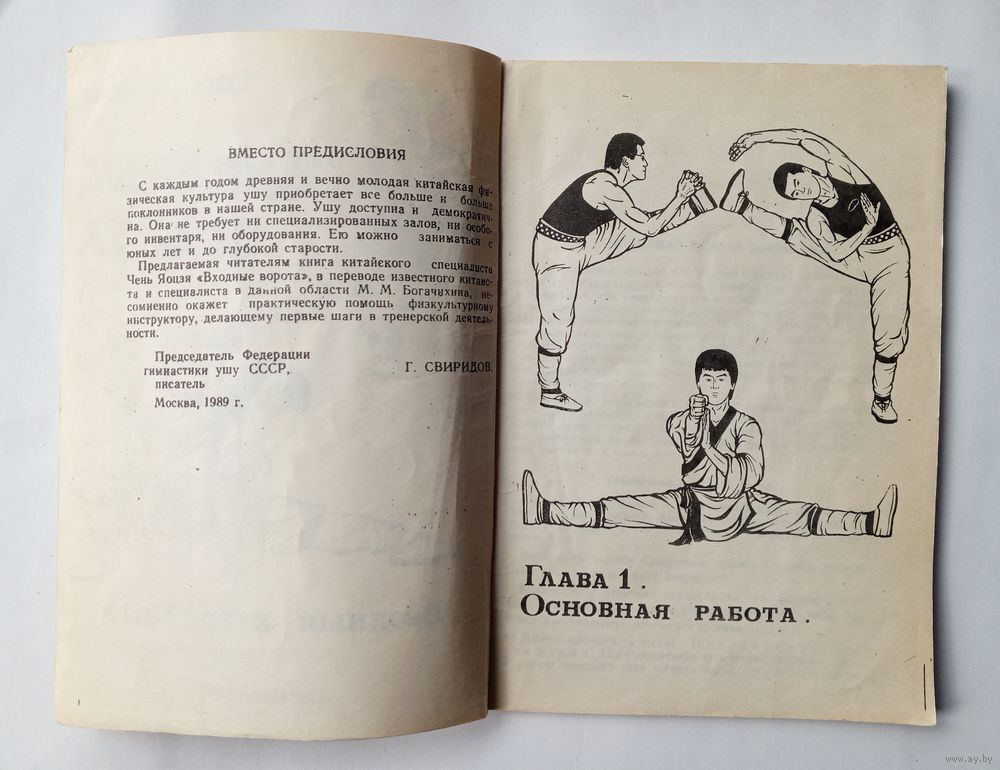 ВМЕСТО ПРЕДИСЛОВИЯ
С каждым годом древняя и вечно молодая китайская фи-
зическая культура ушу приобретает все больше и больше
поклонников в нашей стране. Ушу доступна и демократич-
на. Она не требует ни специализированных залов, ни особо-
го инвентаря, ни оборудования. Ею можно заниматься с
юных лет и до глубокой старости.
Предлагаемая читателям книга китайского специалиста
Чень Яоцзя «Входные ворота», в переводе известного китаис-
та и специалиста в данной области М. М. Богачихина, не-
сомненно окажет практическую помощь физкультурному
инструктору, делающему первые шаги в тренерской деятель-
ности.
Председатель Федерации
гимнастики ушу СССР,
писатель Г. СВИРИДОВ.
Москва, 1989 г.
ГЛАВА 1.
ОСНОВНАЯ РАБОТА.
www.ay.by